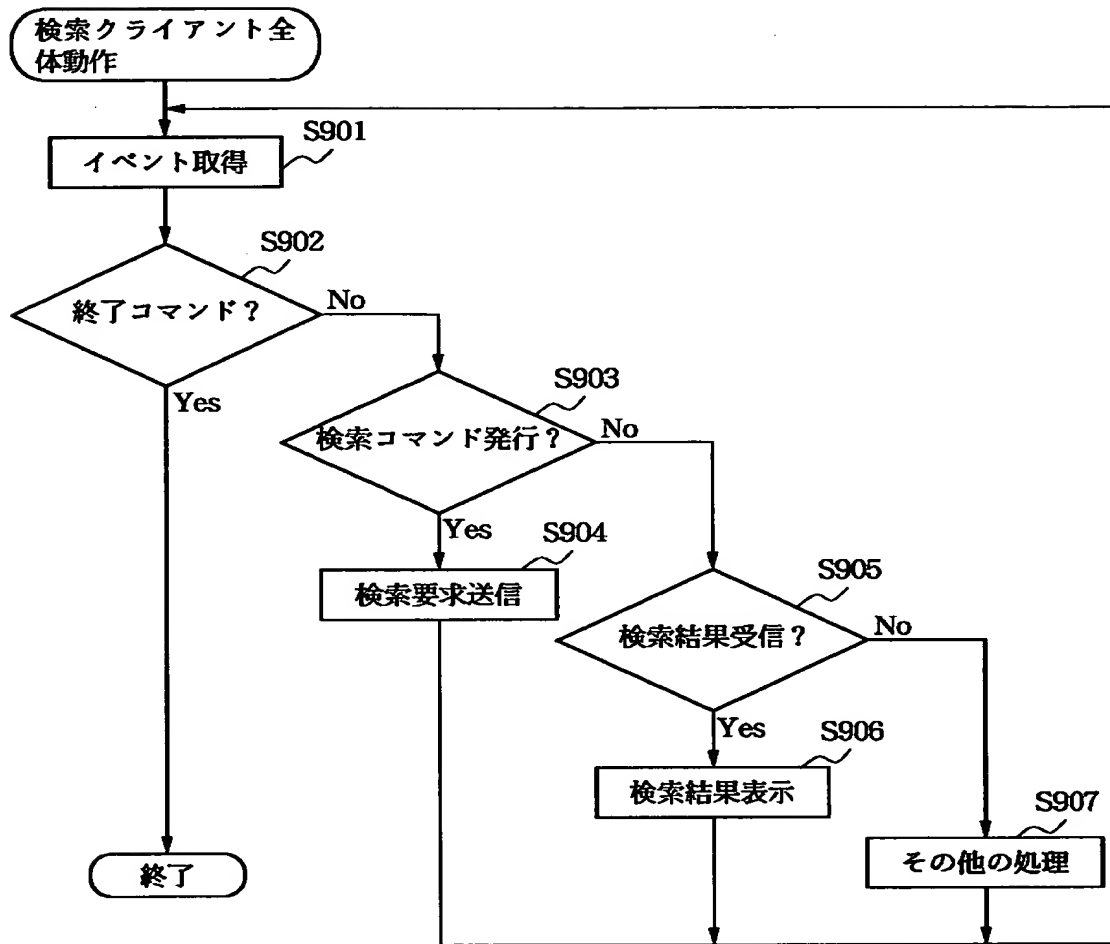 検索クライアント全
体動作
S901
イベント取得
S902
終了コマンド？
No
Yes
S903
検索コマンド発行？
No
Yes
S904
検索要求送信
S905
検索結果受信？
No
Yes
S906
検索結果表示
S907
その他の処理
終了